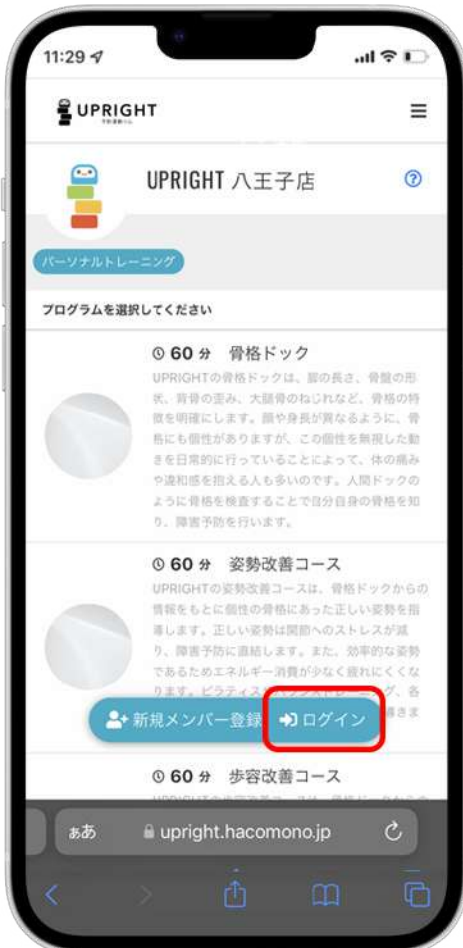 11:29
UPRIGHT
UPRIGHT 八王子店
パーソナルトレーニング
プログラムを選択してください
60 分 骨格ドック
UPRIGHTの骨格ドックは、脚の長さ、骨盤の形
状、背骨の歪み、大腿骨のねじれなど、骨格の特
徴を明確にします。顔や身長が異なるように、骨
格にも個性がありますが、この個性を無視した動
きを日常的に行っていることによって、体の痛み
や違和感を抱える人も多いのです。人間ドックの
ように骨格を検査することで自分自身の骨格を知
り、障害予防を行います。
60 分 姿勢改善コース
UPRIGHTの姿勢改善コースは、骨格ドックからの
情報をもとに個性の骨格にあった正しい姿勢を指
導します。正しい姿勢は関節へのストレスが減
り、障害予防に直結します。また、効率的な姿勢
であるためエネルギー消費が少なく疲れにくくな
ります。ピラティス
新規メンバー登録 ログイン
60 分 歩容改善コース
ぁあ upright.hacomono.jp